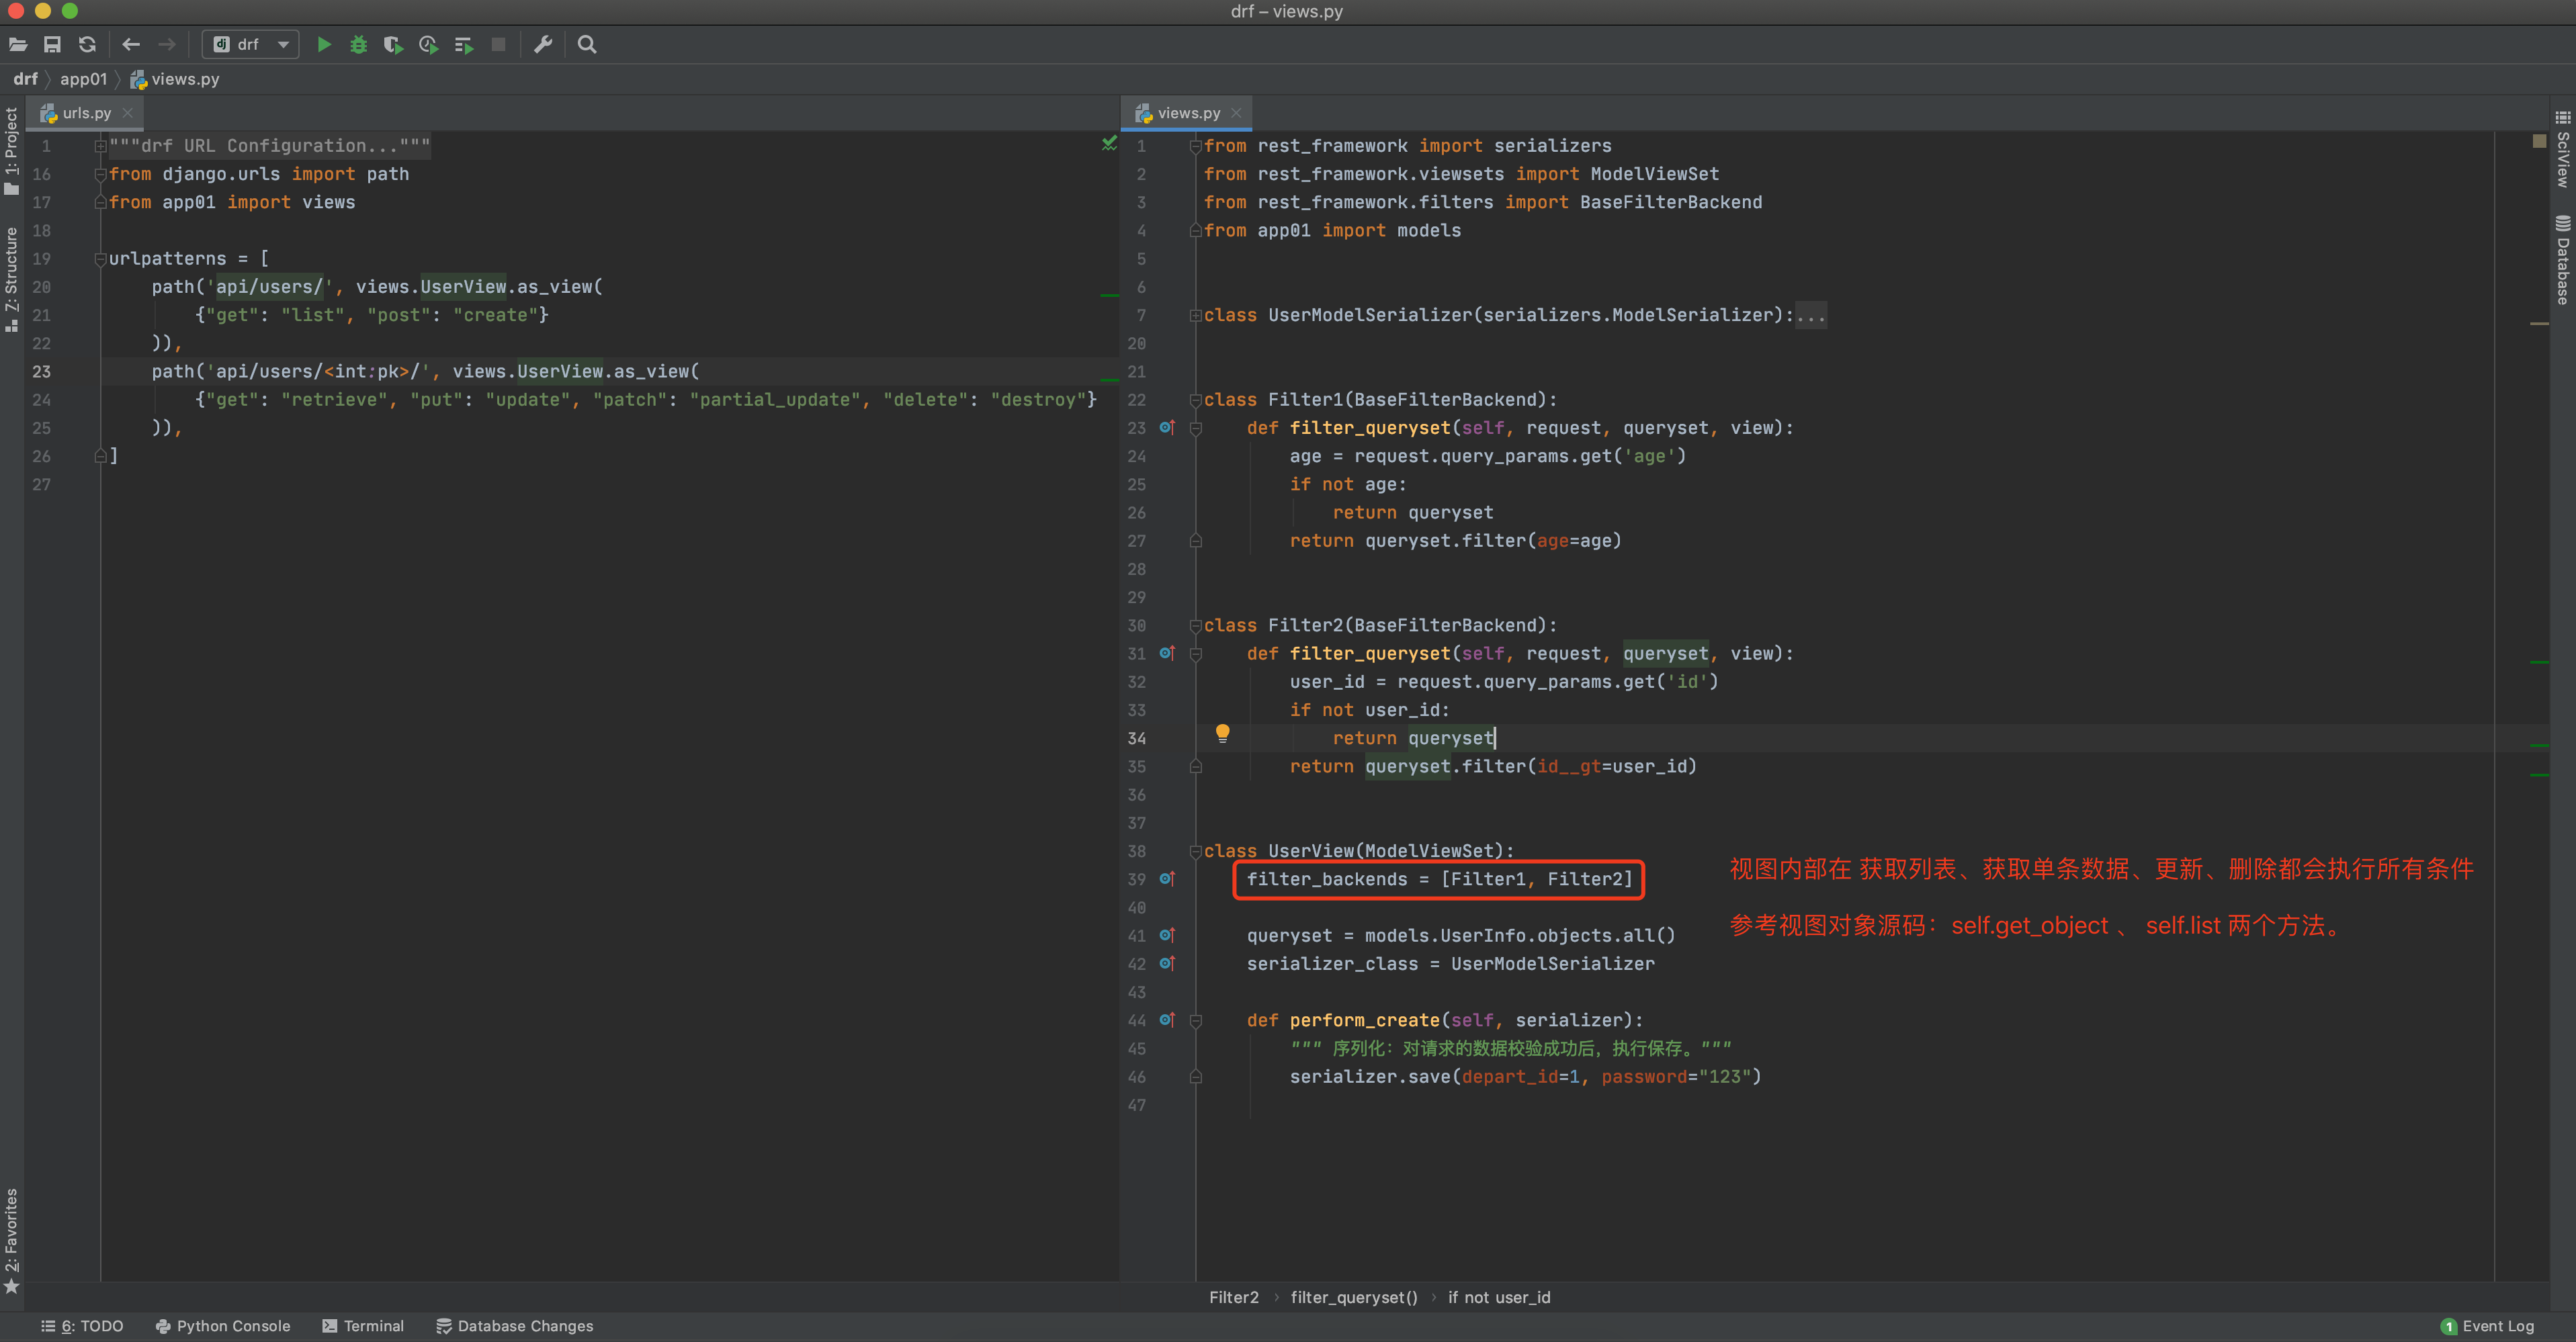 drf – views.py
drf
drf
app01
views.py
urls.py
views.py
1: Project
Z: Structure
2: Favorites
SciView
Database
1 """drf URL Configuration..."""
16 from django.urls import path
17 from app01 import views
18
19 urlpatterns = [
20 path('api/users/', views.UserView.as_view(
21 {"get": "list", "post": "create"}
22 )),
23 path('api/users/<int:pk>/', views.UserView.as_view(
24 {"get": "retrieve", "put": "update", "patch": "partial_update", "delete": "destroy"}
25 )),
26 ]
27
1 from rest_framework import serializers
2 from rest_framework.viewsets import ModelViewSet
3 from rest_framework.filters import BaseFilterBackend
4 from app01 import models
5
6
7 class UserModelSerializer(serializers.ModelSerializer):...
20
21
22 class Filter1(BaseFilterBackend):
23 def filter_queryset(self, request, queryset, view):
24 age = request.query_params.get('age')
25 if not age:
26 return queryset
27 return queryset.filter(age=age)
28
29
30 class Filter2(BaseFilterBackend):
31 def filter_queryset(self, request, queryset, view):
32 user_id = request.query_params.get('id')
33 if not user_id:
34 return queryset
35 return queryset.filter(id__gt=user_id)
36
37
38 class UserView(ModelViewSet):
39 filter_backends = [Filter1, Filter2]
视图内部在 获取列表、获取单条数据、更新、删除都会执行所有条件
40
参考视图对象源码：self.get_object 、 self.list 两个方法。
41 queryset = models.UserInfo.objects.all()
42 serializer_class = UserModelSerializer
43
44 def perform_create(self, serializer):
45 """ 序列化：对请求的数据校验成功后，执行保存。"""
46 serializer.save(depart_id=1, password="123")
47
Filter2 › filter_queryset() › if not user_id
6: TODO
Python Console
Terminal
Database Changes
1 Event Log